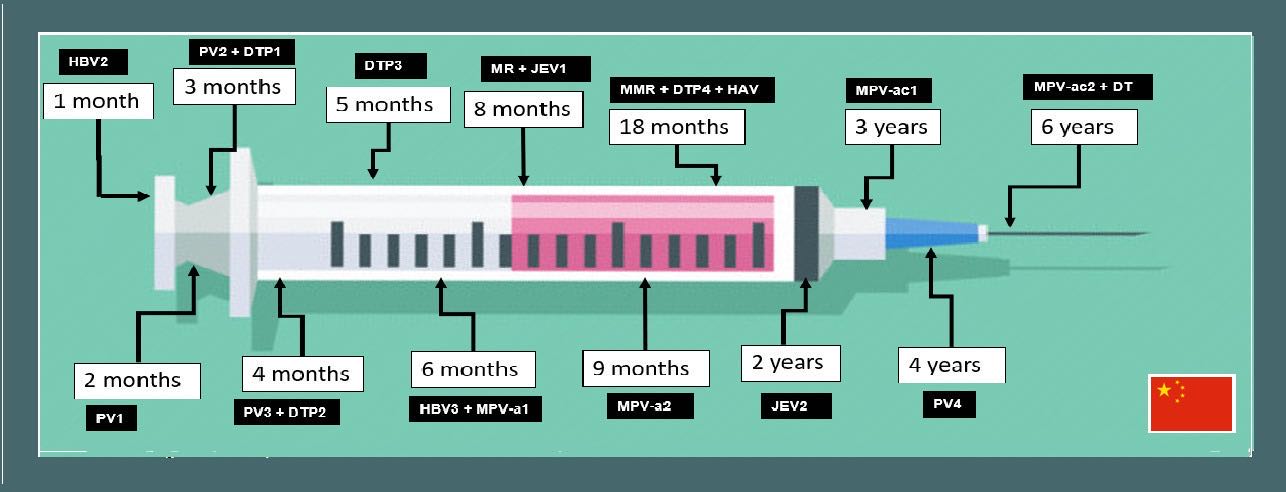 HBV2
1 month
PV2 + DTP1
3 months
DTP3
5 months
MR + JEV1
8 months
MMR + DTP4 + HAV
18 months
MPV-ac1
3 years
MPV-ac2 + DT
6 years
2 months
PV1
4 months
PV3 + DTP2
6 months
HBV3 + MPV-a1
9 months
MPV-a2
2 years
JEV2
4 years
PV4